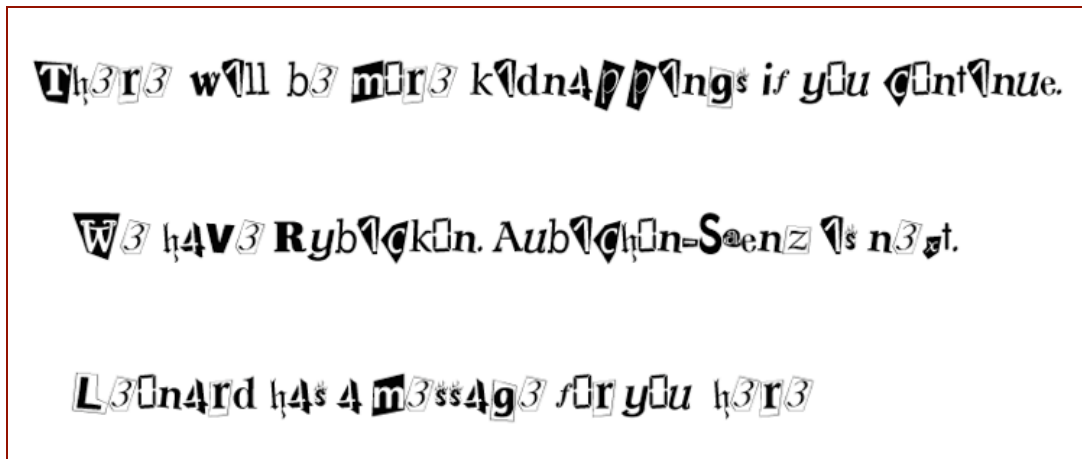 Th3r3 w1ll b3 m0r3 k1dn4pp1ngs if y0u c0nt1nue.
W3 h4v3 Ryb1ck0n. Aub1ch0n-Saenz 1s n3xt.
L30n4rd h4s 4 m3ss4g3 f0r y0u h3r3